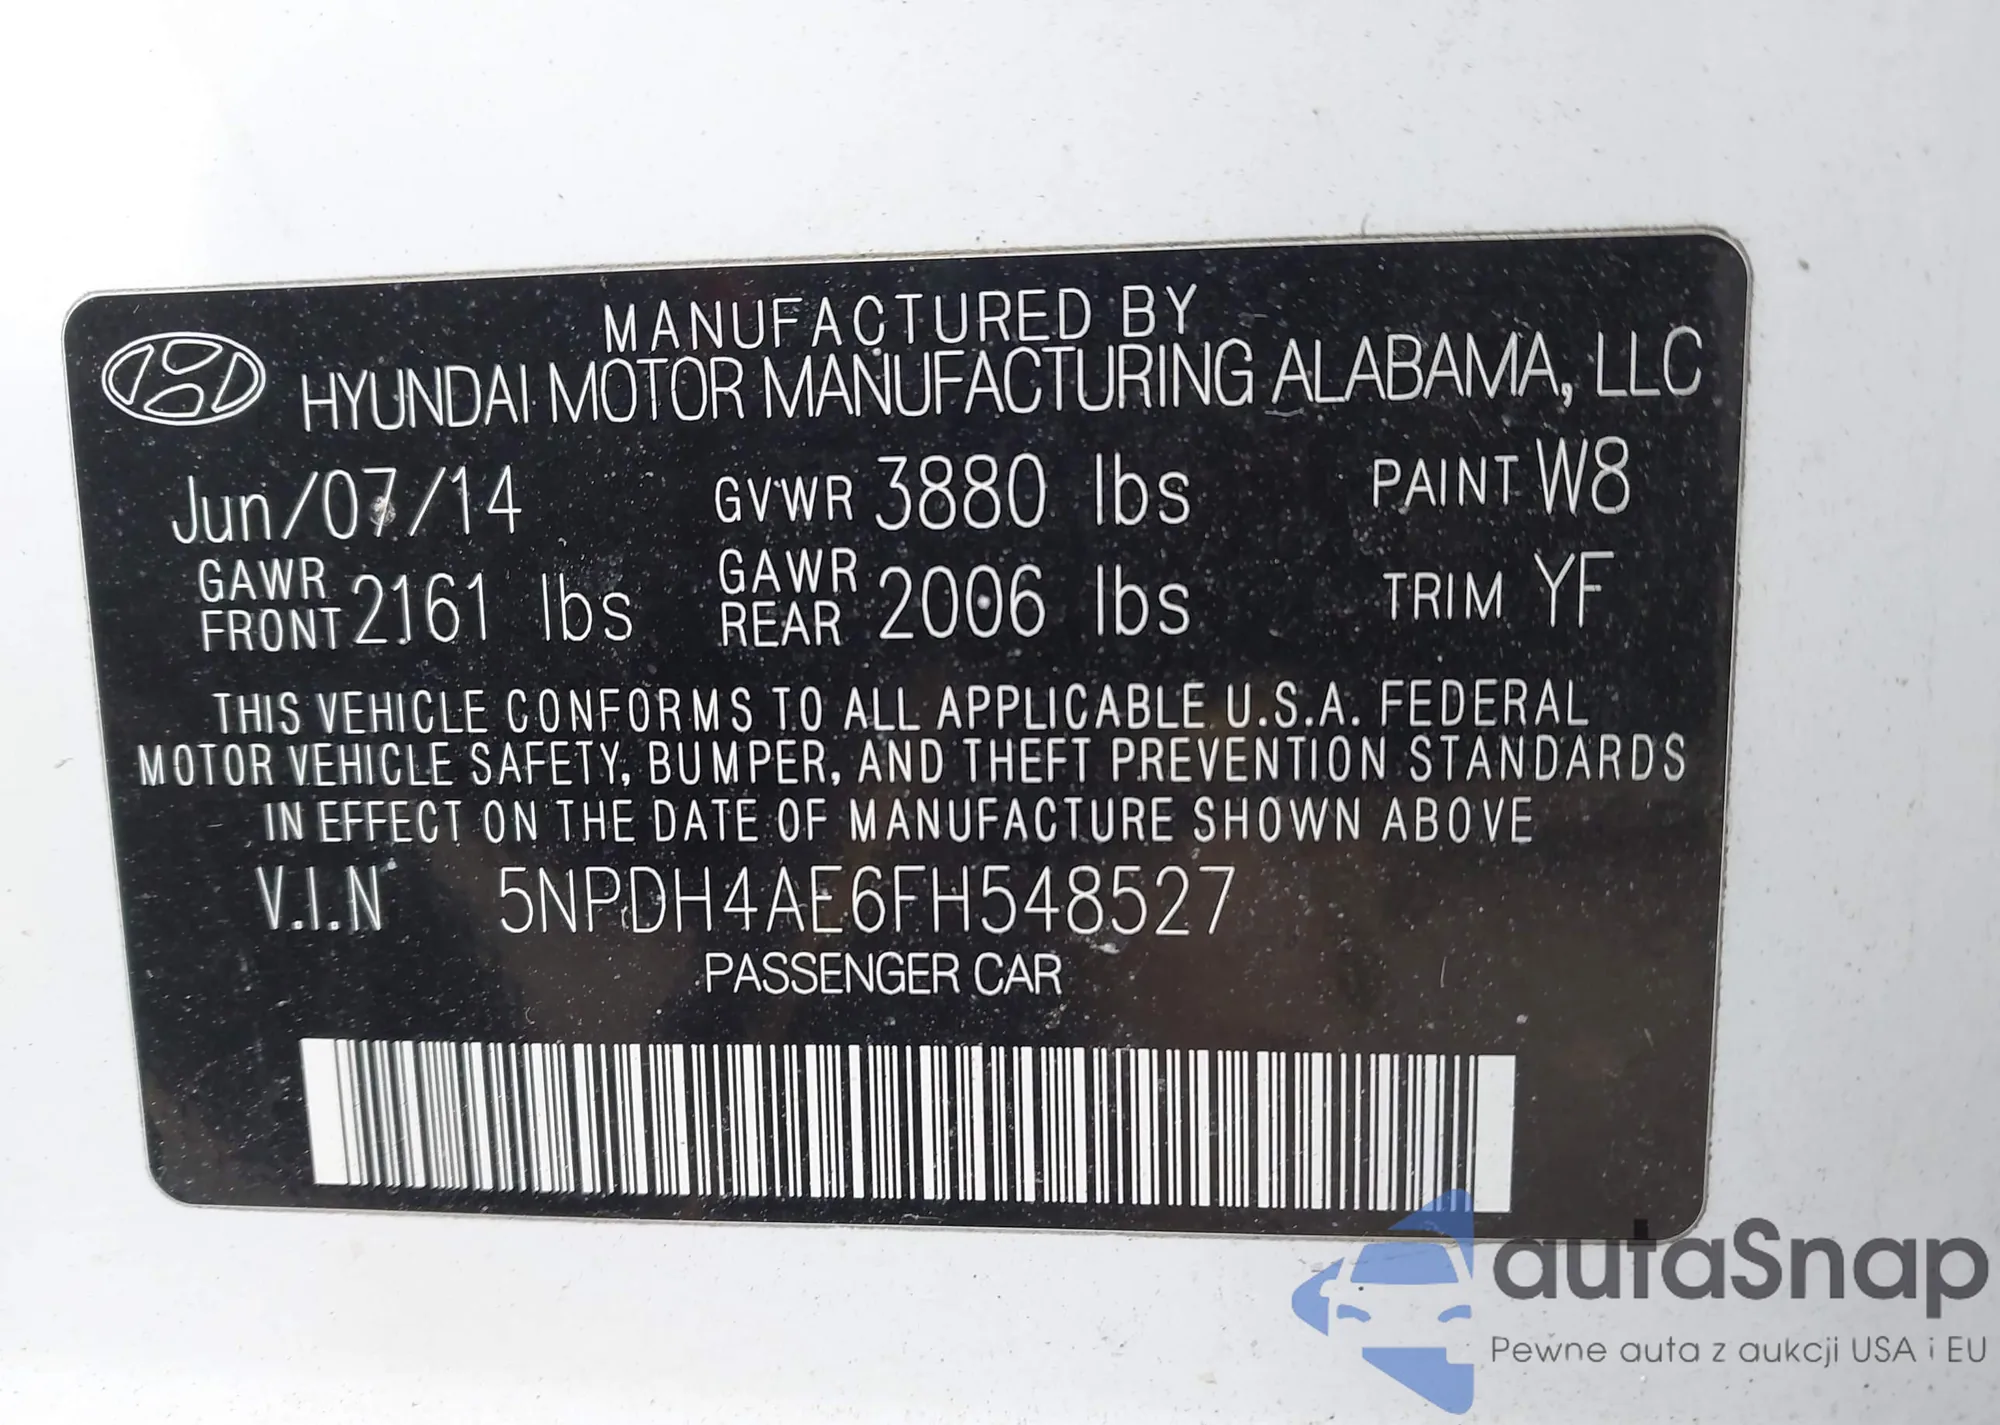 MANUFACTURED BY
HYUNDAI MOTOR MANUFACTURING ALABAMA, LLC
Jun/07/14 GVWR 3880 lbs PAINT W8
GAWR FRONT 2161 lbs GAWR REAR 2006 lbs TRIM YF
THIS VEHICLE CONFORMS TO ALL APPLICABLE U.S.A. FEDERAL
MOTOR VEHICLE SAFETY, BUMPER, AND THEFT PREVENTION STANDARDS
IN EFFECT ON THE DATE OF MANUFACTURE SHOWN ABOVE
V.I.N 5NPDH4AE6FH548527
PASSENGER CAR
autaSnap
Pewne auta z aukcji USA i EU